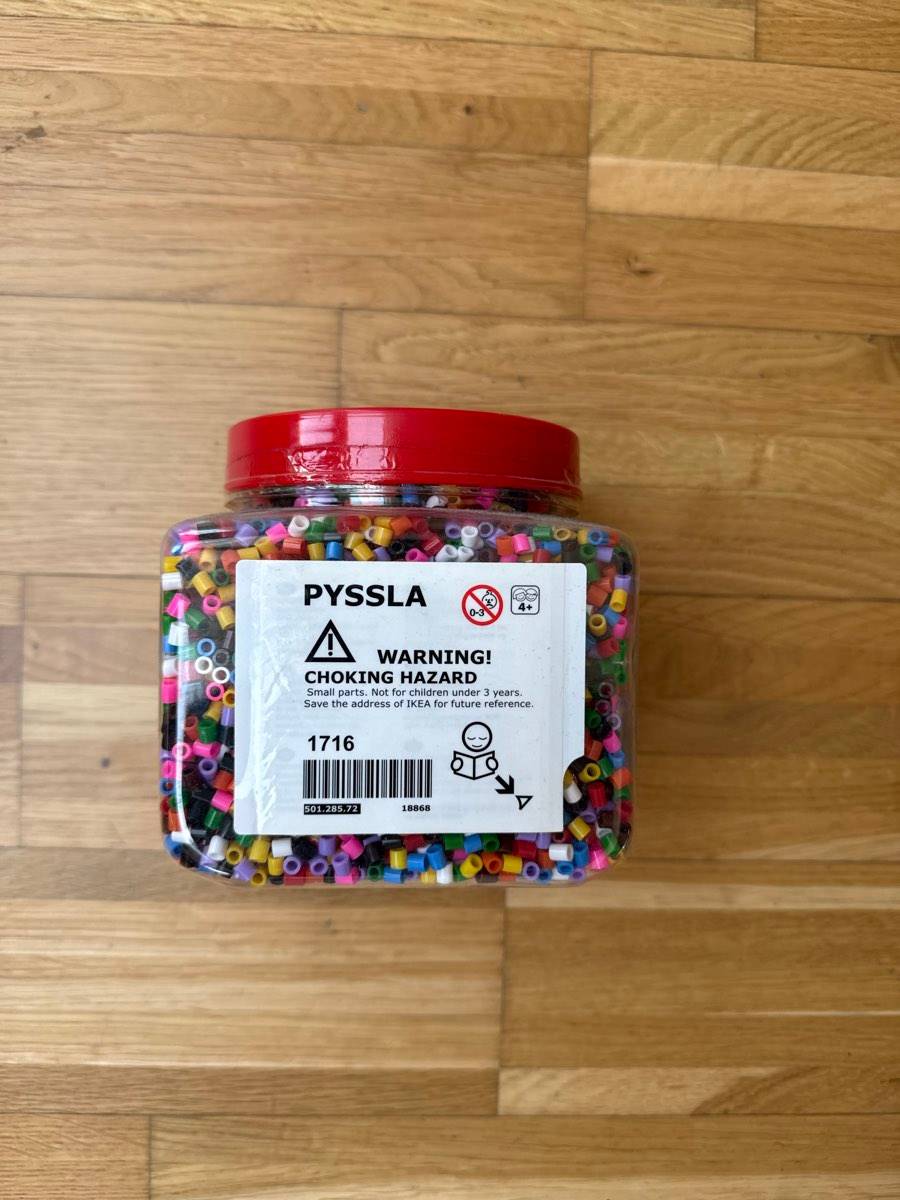 PYSSLA
0-3
4+
WARNING!
CHOKING HAZARD
Small parts. Not for children under 3 years.
Save the address of IKEA for future reference.
1716
501.285.72 18868